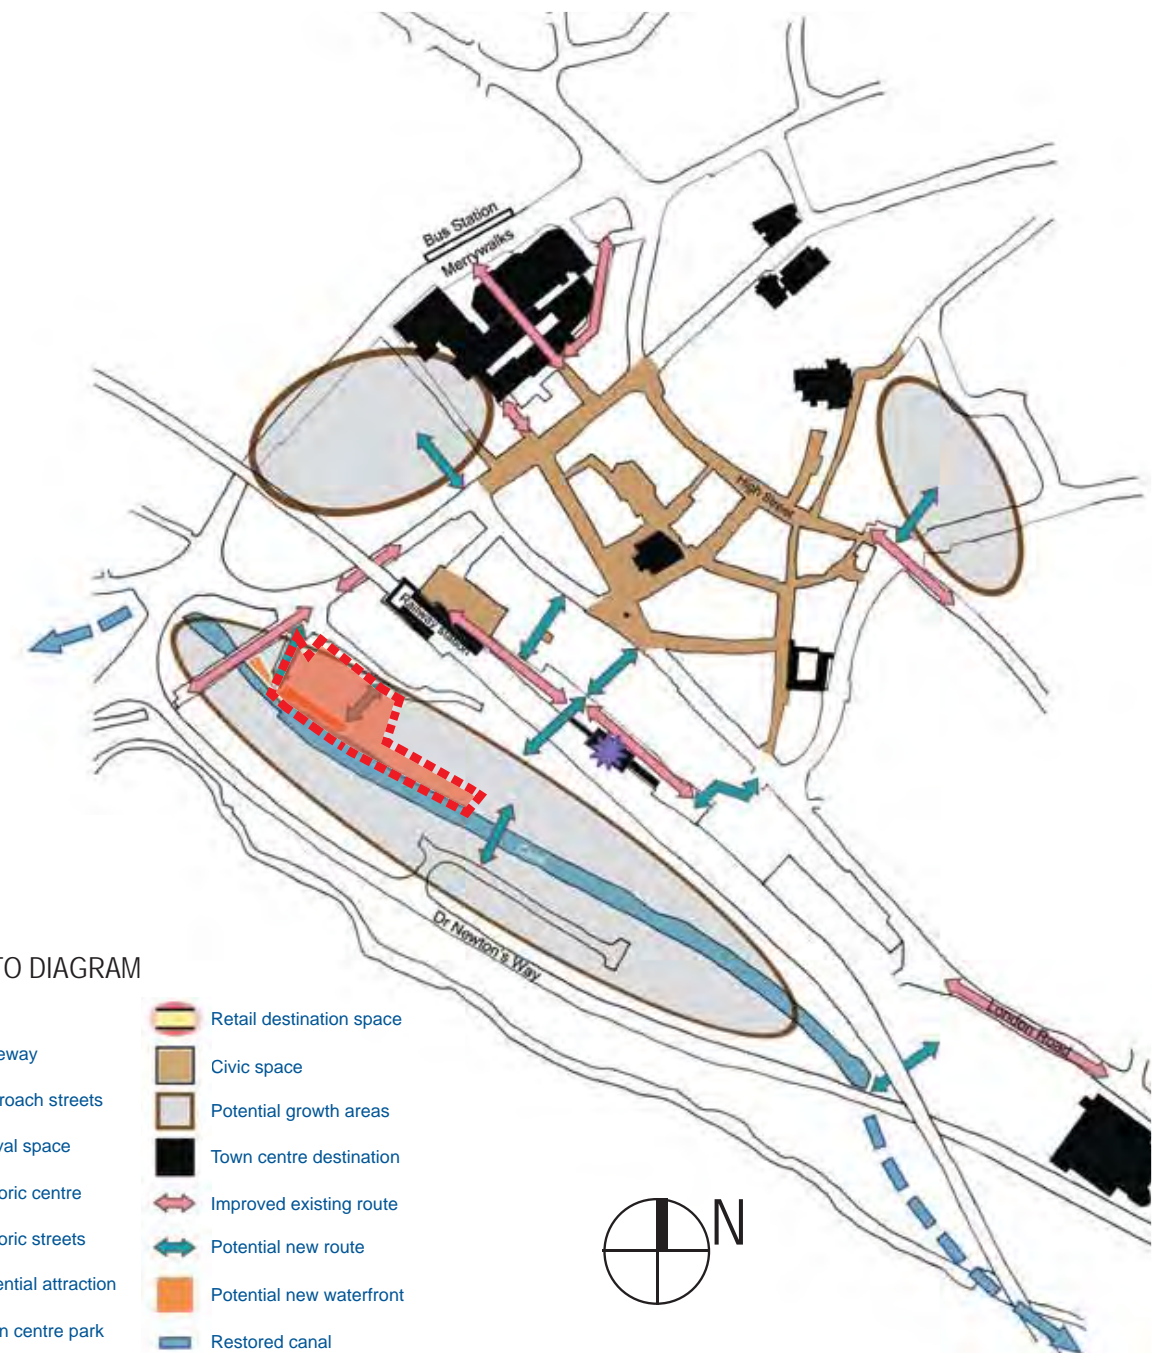 Bus Station
Merrywalks
High Street
Railway station
Canal
Dr Newton's Way
London Road
TO DIAGRAM
eway
roach streets
val space
oric centre
oric streets
ential attraction
n centre park
Retail destination space
Civic space
Potential growth areas
Town centre destination
Improved existing route
Potential new route
Potential new waterfront
Restored canal
N